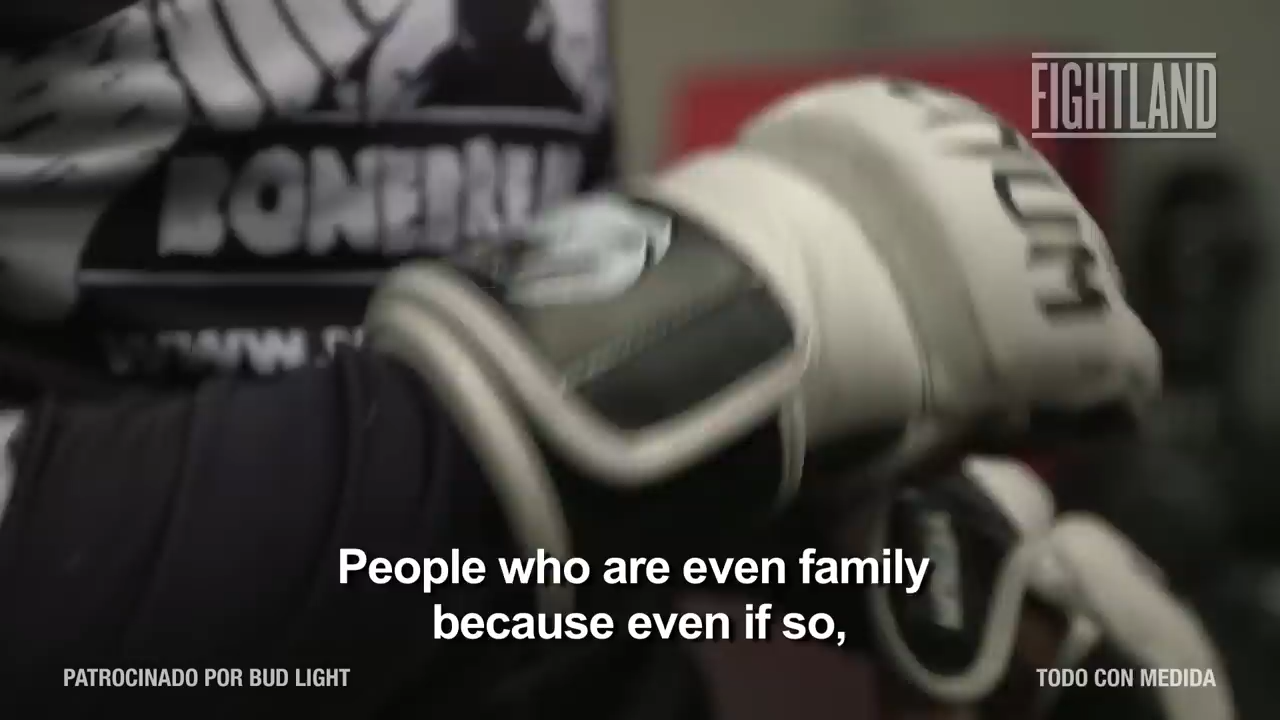 FIGHTLAND
People who are even family
because even if so,
PATROCINADO POR BUD LIGHT
TODO CON MEDIDA